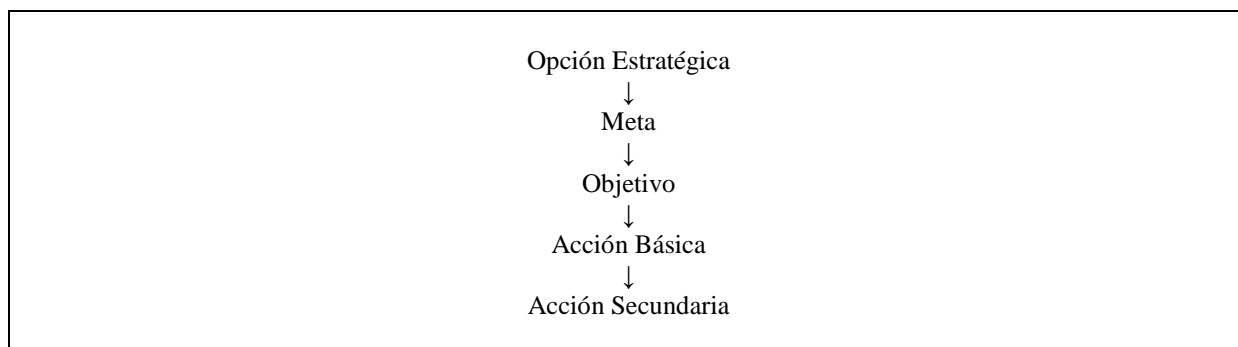 Opción Estratégica
↓
Meta
↓
Objetivo
↓
Acción Básica
↓
Acción Secundaria